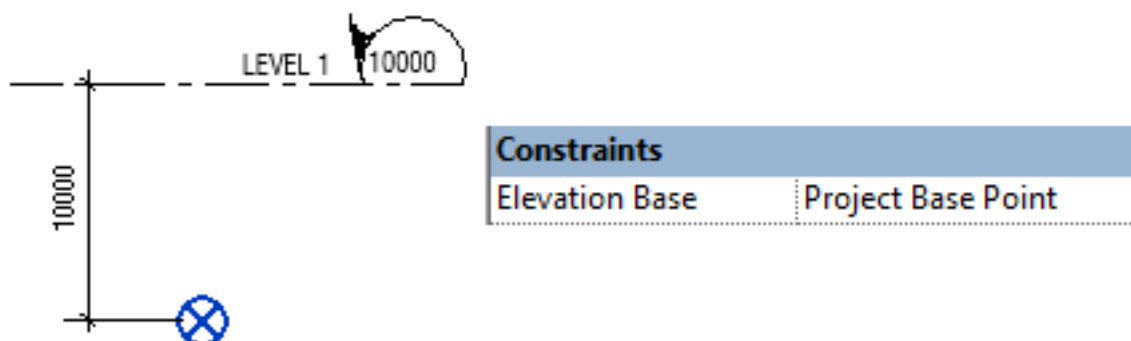 LEVEL 1 10000
10000
Constraints
Elevation Base Project Base Point